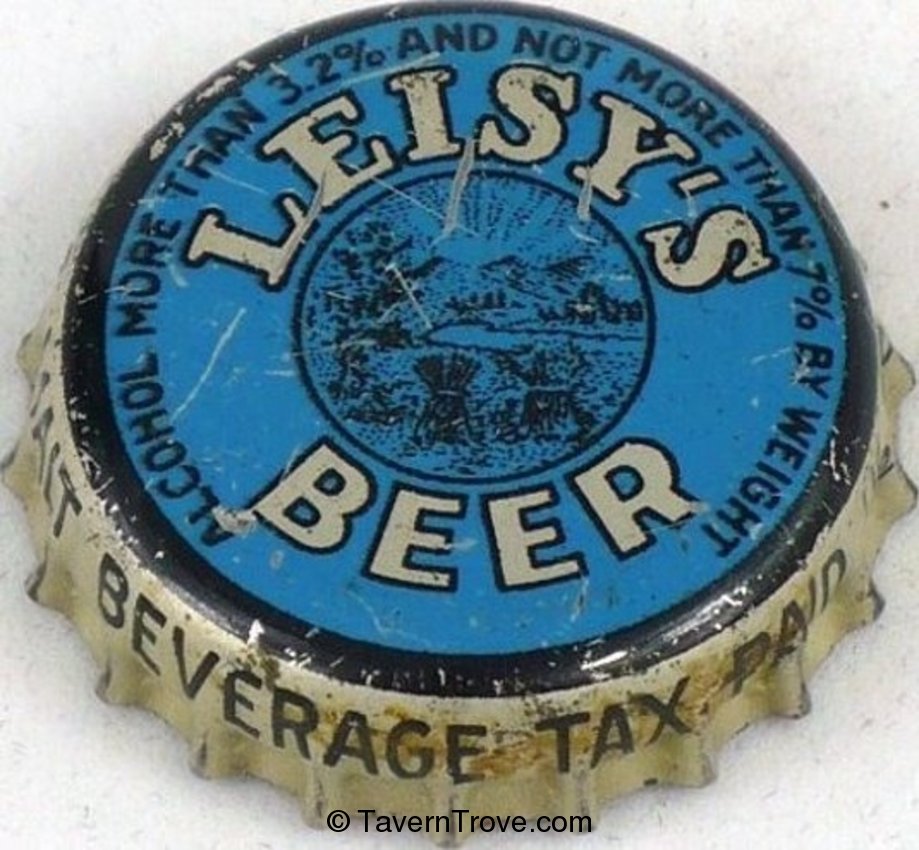 ALCOHOL MORE THAN 3.2% AND NOT MORE THAN 7% BY WEIGHT
LEISY'S
BEER
MALT BEVERAGE TAX PAID
© TavernTrove.com